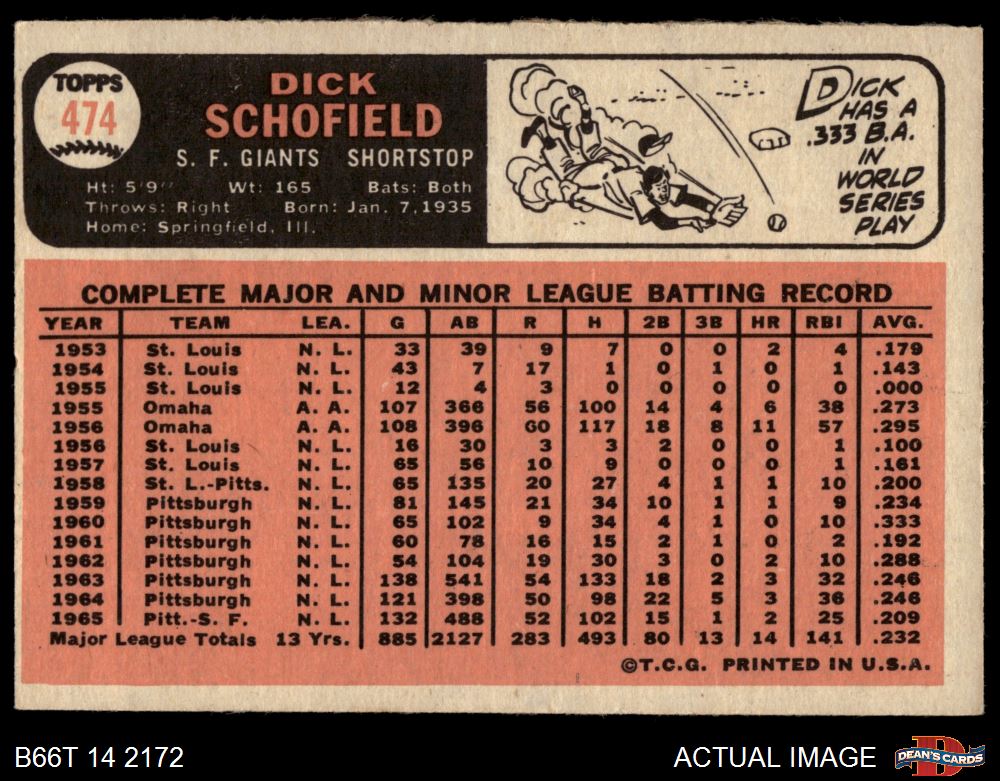 TOPPS
474
DICK
SCHOFIELD
S. F. GIANTS SHORTSTOP
Ht: 5'9" Wt: 165 Bats: Both
Throws: Right Born: Jan. 7, 1935
Home: Springfield, Ill.
DICK
HAS A
.333 B.A.
IN
WORLD
SERIES
PLAY
COMPLETE MAJOR AND MINOR LEAGUE BATTING RECORD
YEAR TEAM LEA. G AB R H 2B 3B HR RBI AVG.
1953 St. Louis N. L. 33 39 9 7 0 0 2 4 .179
1954 St. Louis N. L. 43 7 17 1 0 1 0 1 .143
1955 St. Louis N. L. 12 4 3 0 0 0 0 0 .000
1955 Omaha A. A. 107 366 56 100 14 4 6 38 .273
1956 Omaha A. A. 108 396 60 117 18 8 11 57 .295
1956 St. Louis N. L. 16 30 3 3 2 0 0 1 .100
1957 St. Louis N. L. 65 56 10 9 0 0 0 1 .161
1958 St. L.-Pitts. N. L. 65 135 20 27 4 1 1 10 .200
1959 Pittsburgh N. L. 81 145 21 34 10 1 1 9 .234
1960 Pittsburgh N. L. 65 102 9 34 4 1 0 10 .333
1961 Pittsburgh N. L. 60 78 16 15 2 1 0 2 .192
1962 Pittsburgh N. L. 54 104 19 30 3 0 2 10 .288
1963 Pittsburgh N. L. 138 541 54 133 18 2 3 32 .246
1964 Pittsburgh N. L. 121 398 50 98 22 5 3 36 .246
1965 Pitt.-S. F. N. L. 132 488 52 102 15 1 2 25 .209
Major League Totals 13 Yrs. 885 2127 283 493 80 13 14 141 .232
©T.C.G. PRINTED IN U.S.A.
B66T 14 2172 ACTUAL IMAGE DEAN'S CARDS